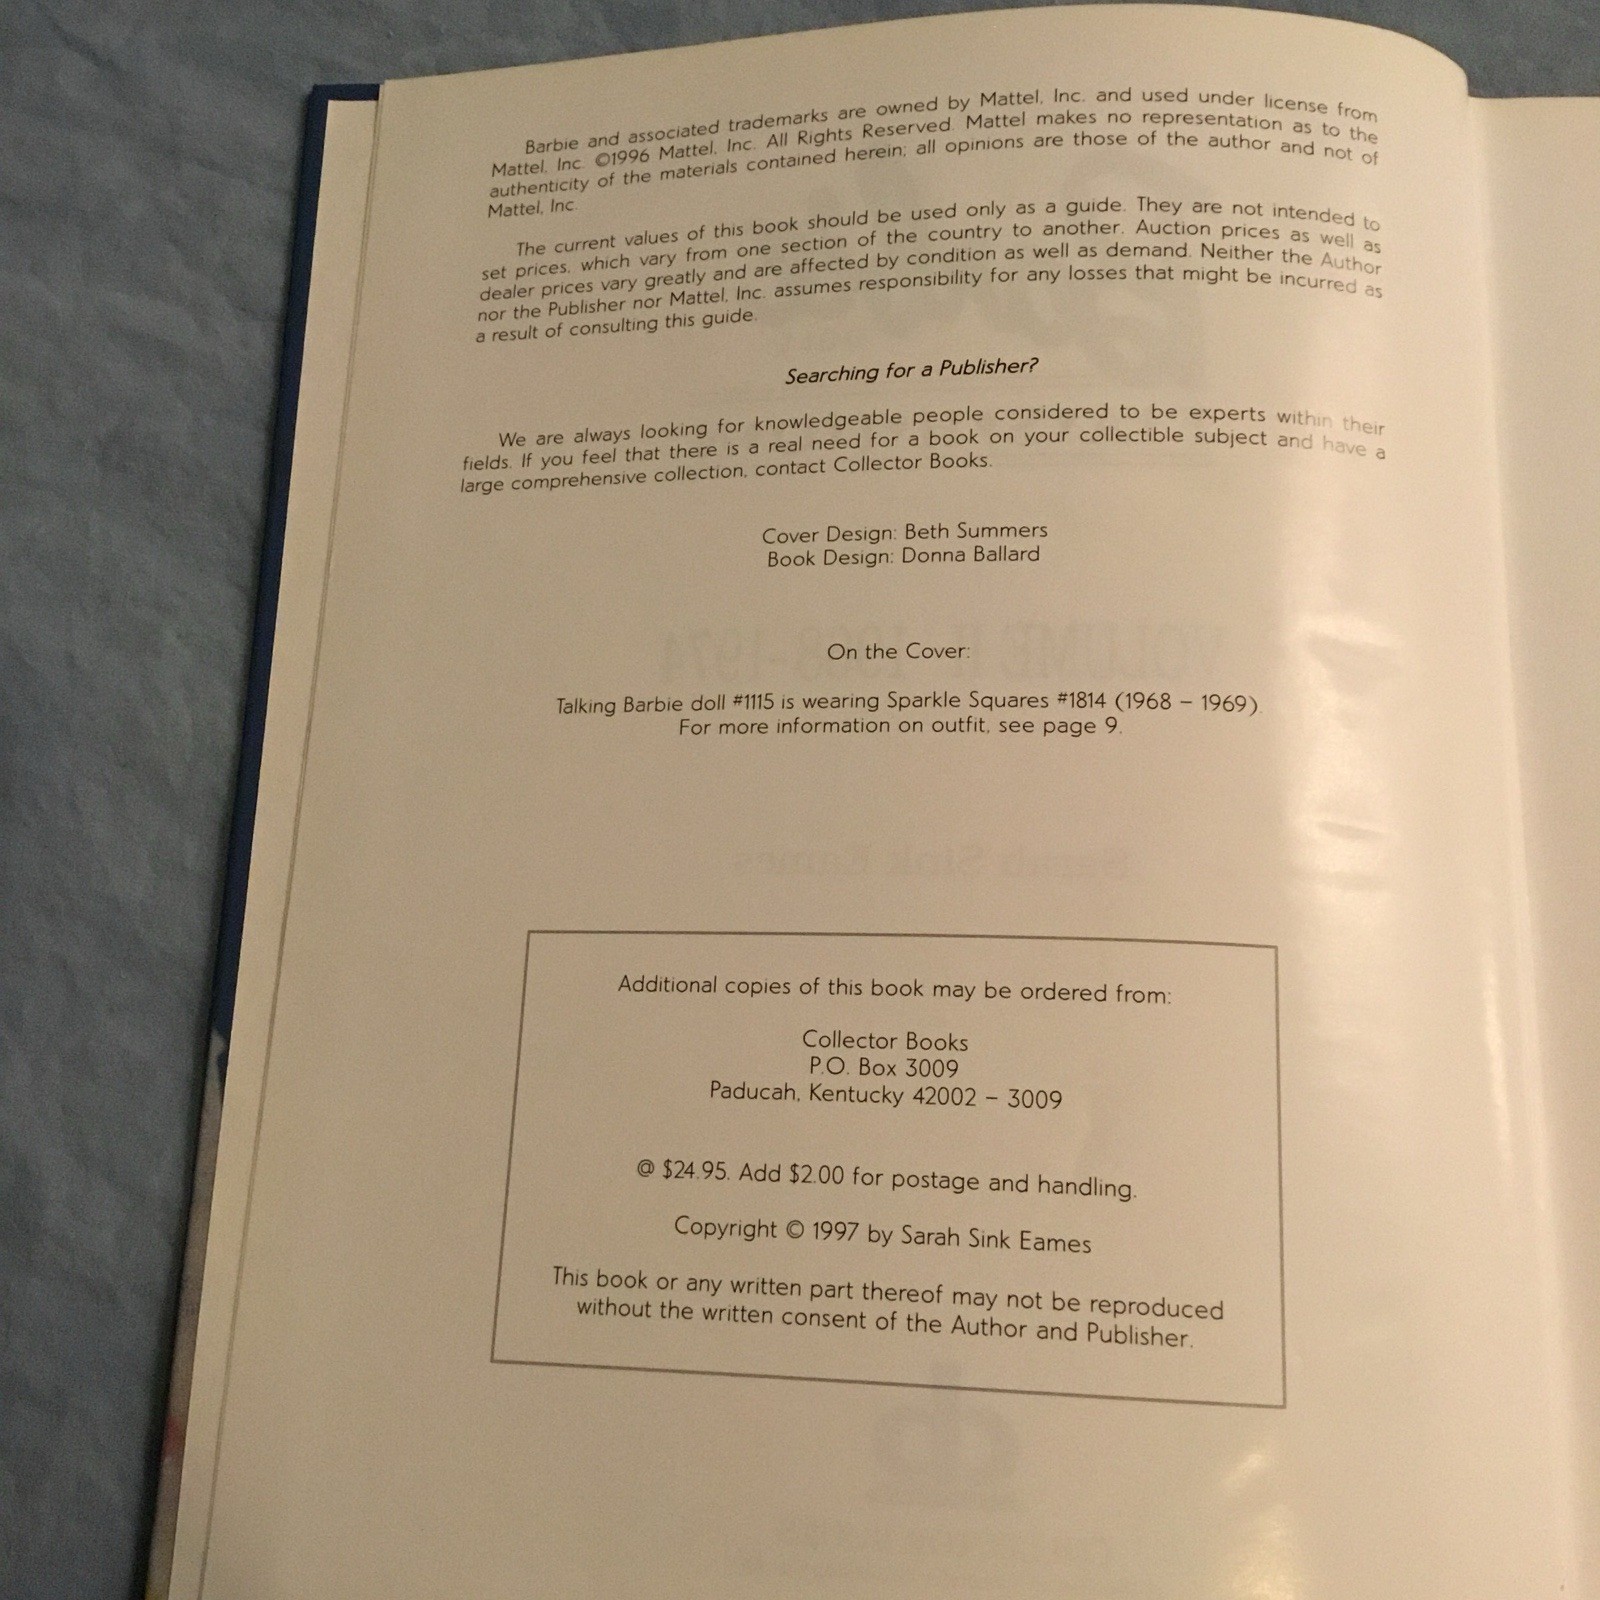 Barbie and associated trademarks are owned by Mattel, Inc. and used under license from
Mattel, Inc. ©1996 Mattel, Inc. All Rights Reserved. Mattel makes no representation as to the
authenticity of the materials contained herein; all opinions are those of the author and not of
Mattel, Inc.
The current values of this book should be used only as a guide. They are not intended to
set prices, which vary from one section of the country to another. Auction prices as well as
dealer prices vary greatly and are affected by condition as well as demand. Neither the Author
nor the Publisher nor Mattel, Inc. assumes responsibility for any losses that might be incurred as
a result of consulting this guide.
Searching for a Publisher?
We are always looking for knowledgeable people considered to be experts within their
fields. If you feel that there is a real need for a book on your collectible subject and have a
large comprehensive collection, contact Collector Books.
Cover Design: Beth Summers
Book Design: Donna Ballard
On the Cover:
Talking Barbie doll #1115 is wearing Sparkle Squares #1814 (1968 – 1969).
For more information on outfit, see page 9.
Additional copies of this book may be ordered from:
Collector Books
P.O. Box 3009
Paducah, Kentucky 42002 – 3009
@ $24.95. Add $2.00 for postage and handling.
Copyright © 1997 by Sarah Sink Eames
This book or any written part thereof may not be reproduced
without the written consent of the Author and Publisher.